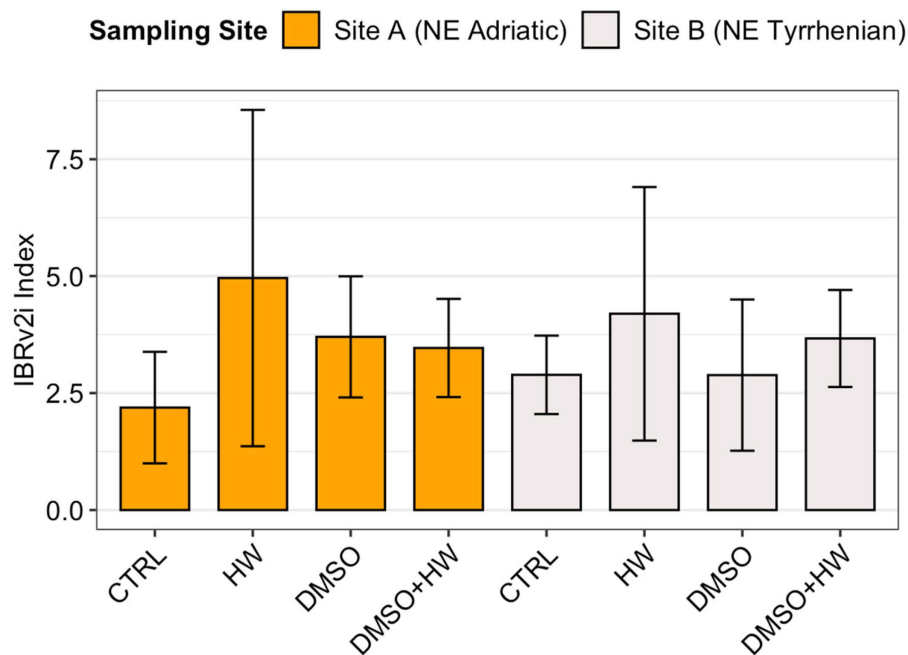 Sampling Site Site A (NE Adriatic) Site B (NE Tyrrhenian)
IBRv2i Index
7.5
5.0
2.5
0.0
CTRL
HW
DMSO
DMSO+HW
CTRL
HW
DMSO
DMSO+HW